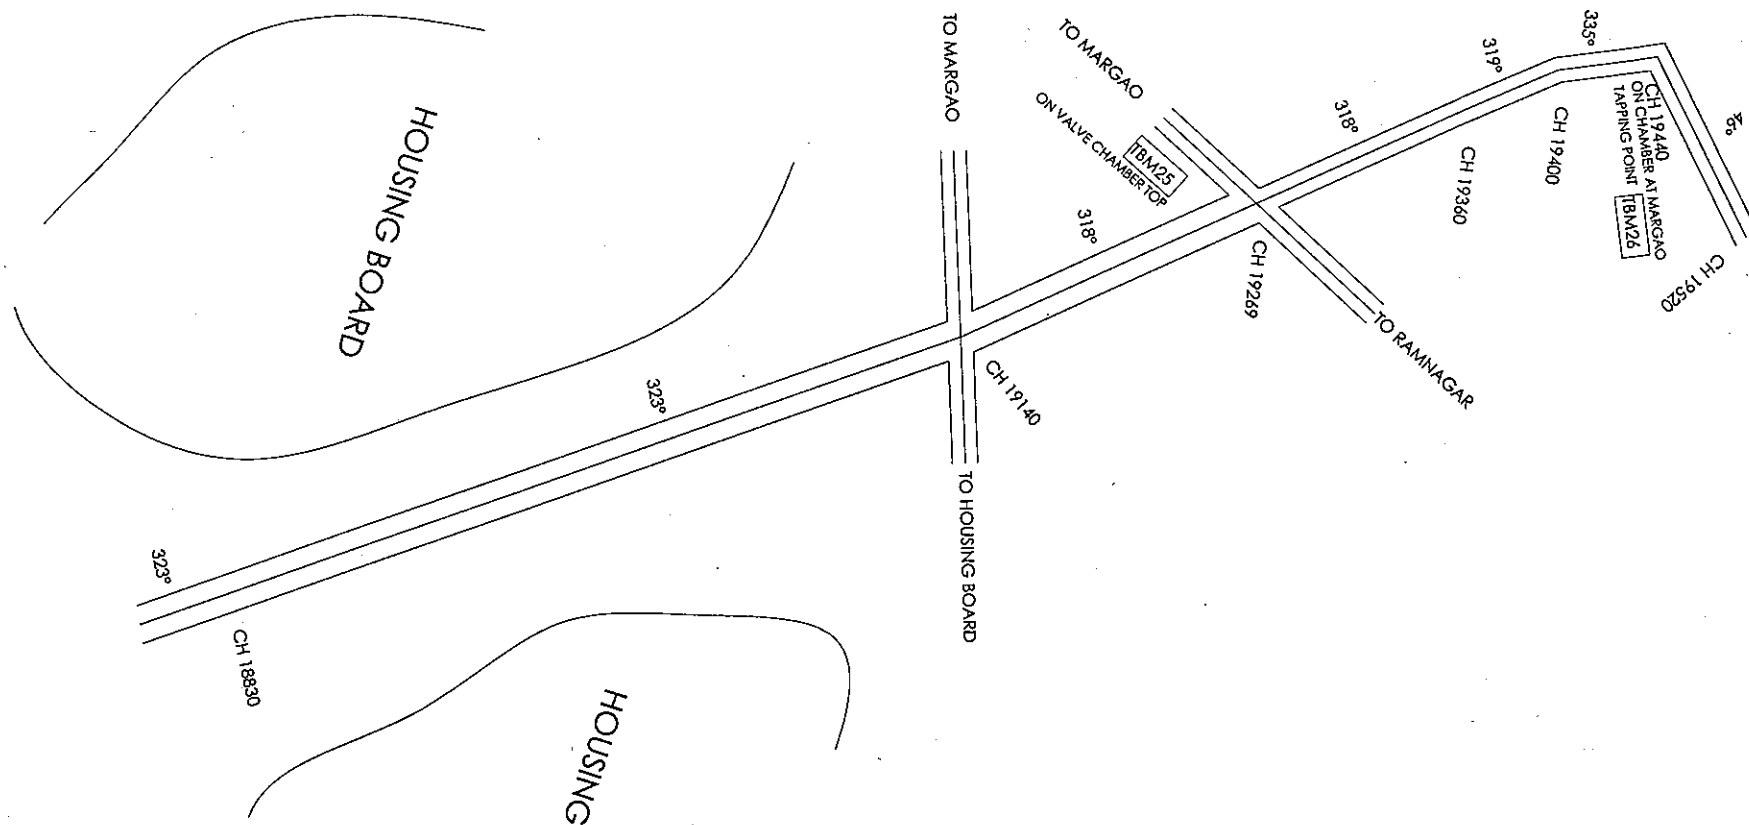 HOUSING BOARD
TO MARGAO
TO MARGAO
ON VALVE CHAMBER TOP
TBM25
318°
318°
319°
335°
CH 19440
ON CHAMBER AT MARGAO
TAPPING POINT TBM26
CH 19400
CH 19360
CH 19520
CH 19269
TO RAMNAGAR
CH 19140
TO HOUSING BOARD
323°
323°
CH 18830
HOUSING